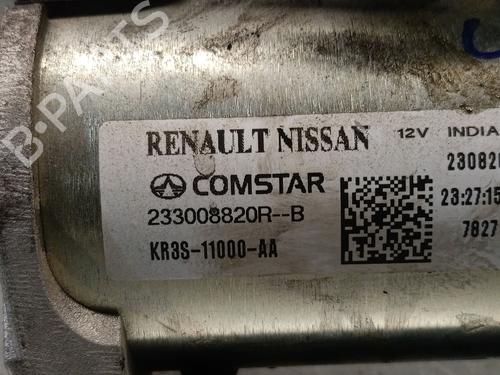 B-PARTS
RENAULT NISSAN 12V INDIA
COMSTAR
233008820R--B
KR3S-11000-AA
23082
23:27:15
7827